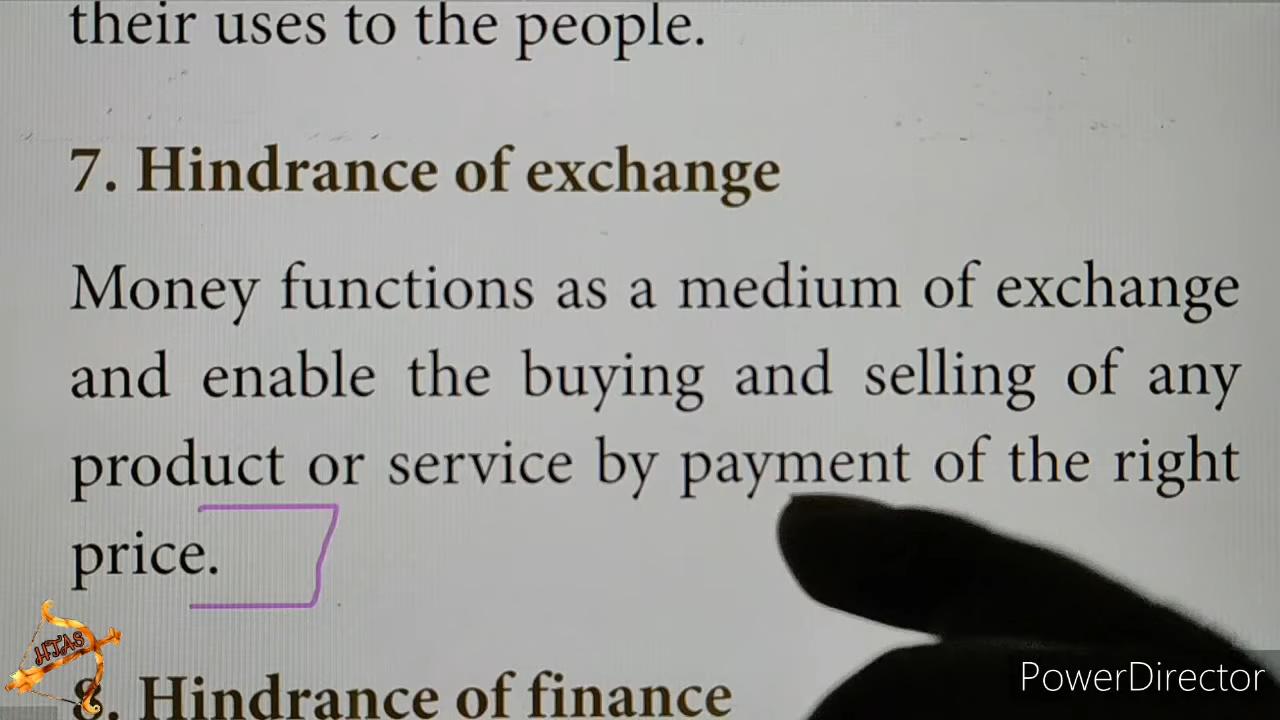 their uses to the people.
7. Hindrance of exchange
Money functions as a medium of exchange
and enable the buying and selling of any
product or service by payment of the right
price.
8. Hindrance of finance
HTAS
PowerDirector